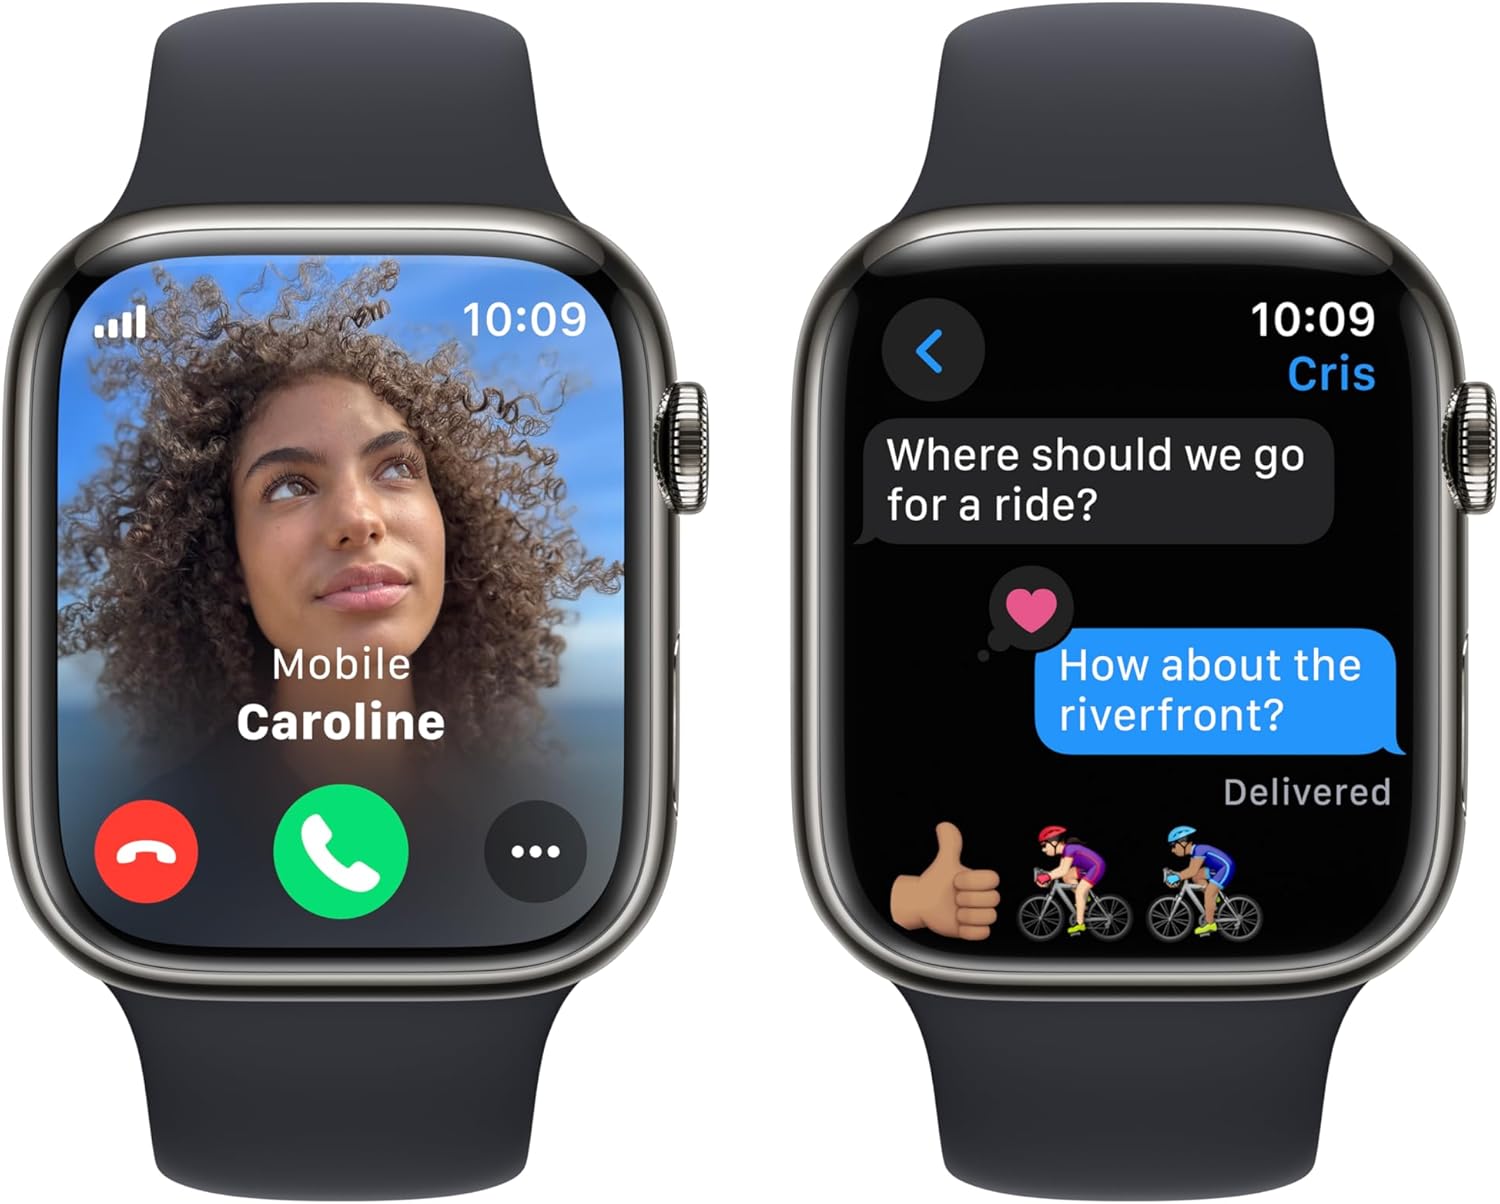 10:09
Mobile
Caroline
10:09
Cris
Where should we go
for a ride?
How about the
riverfront?
Delivered